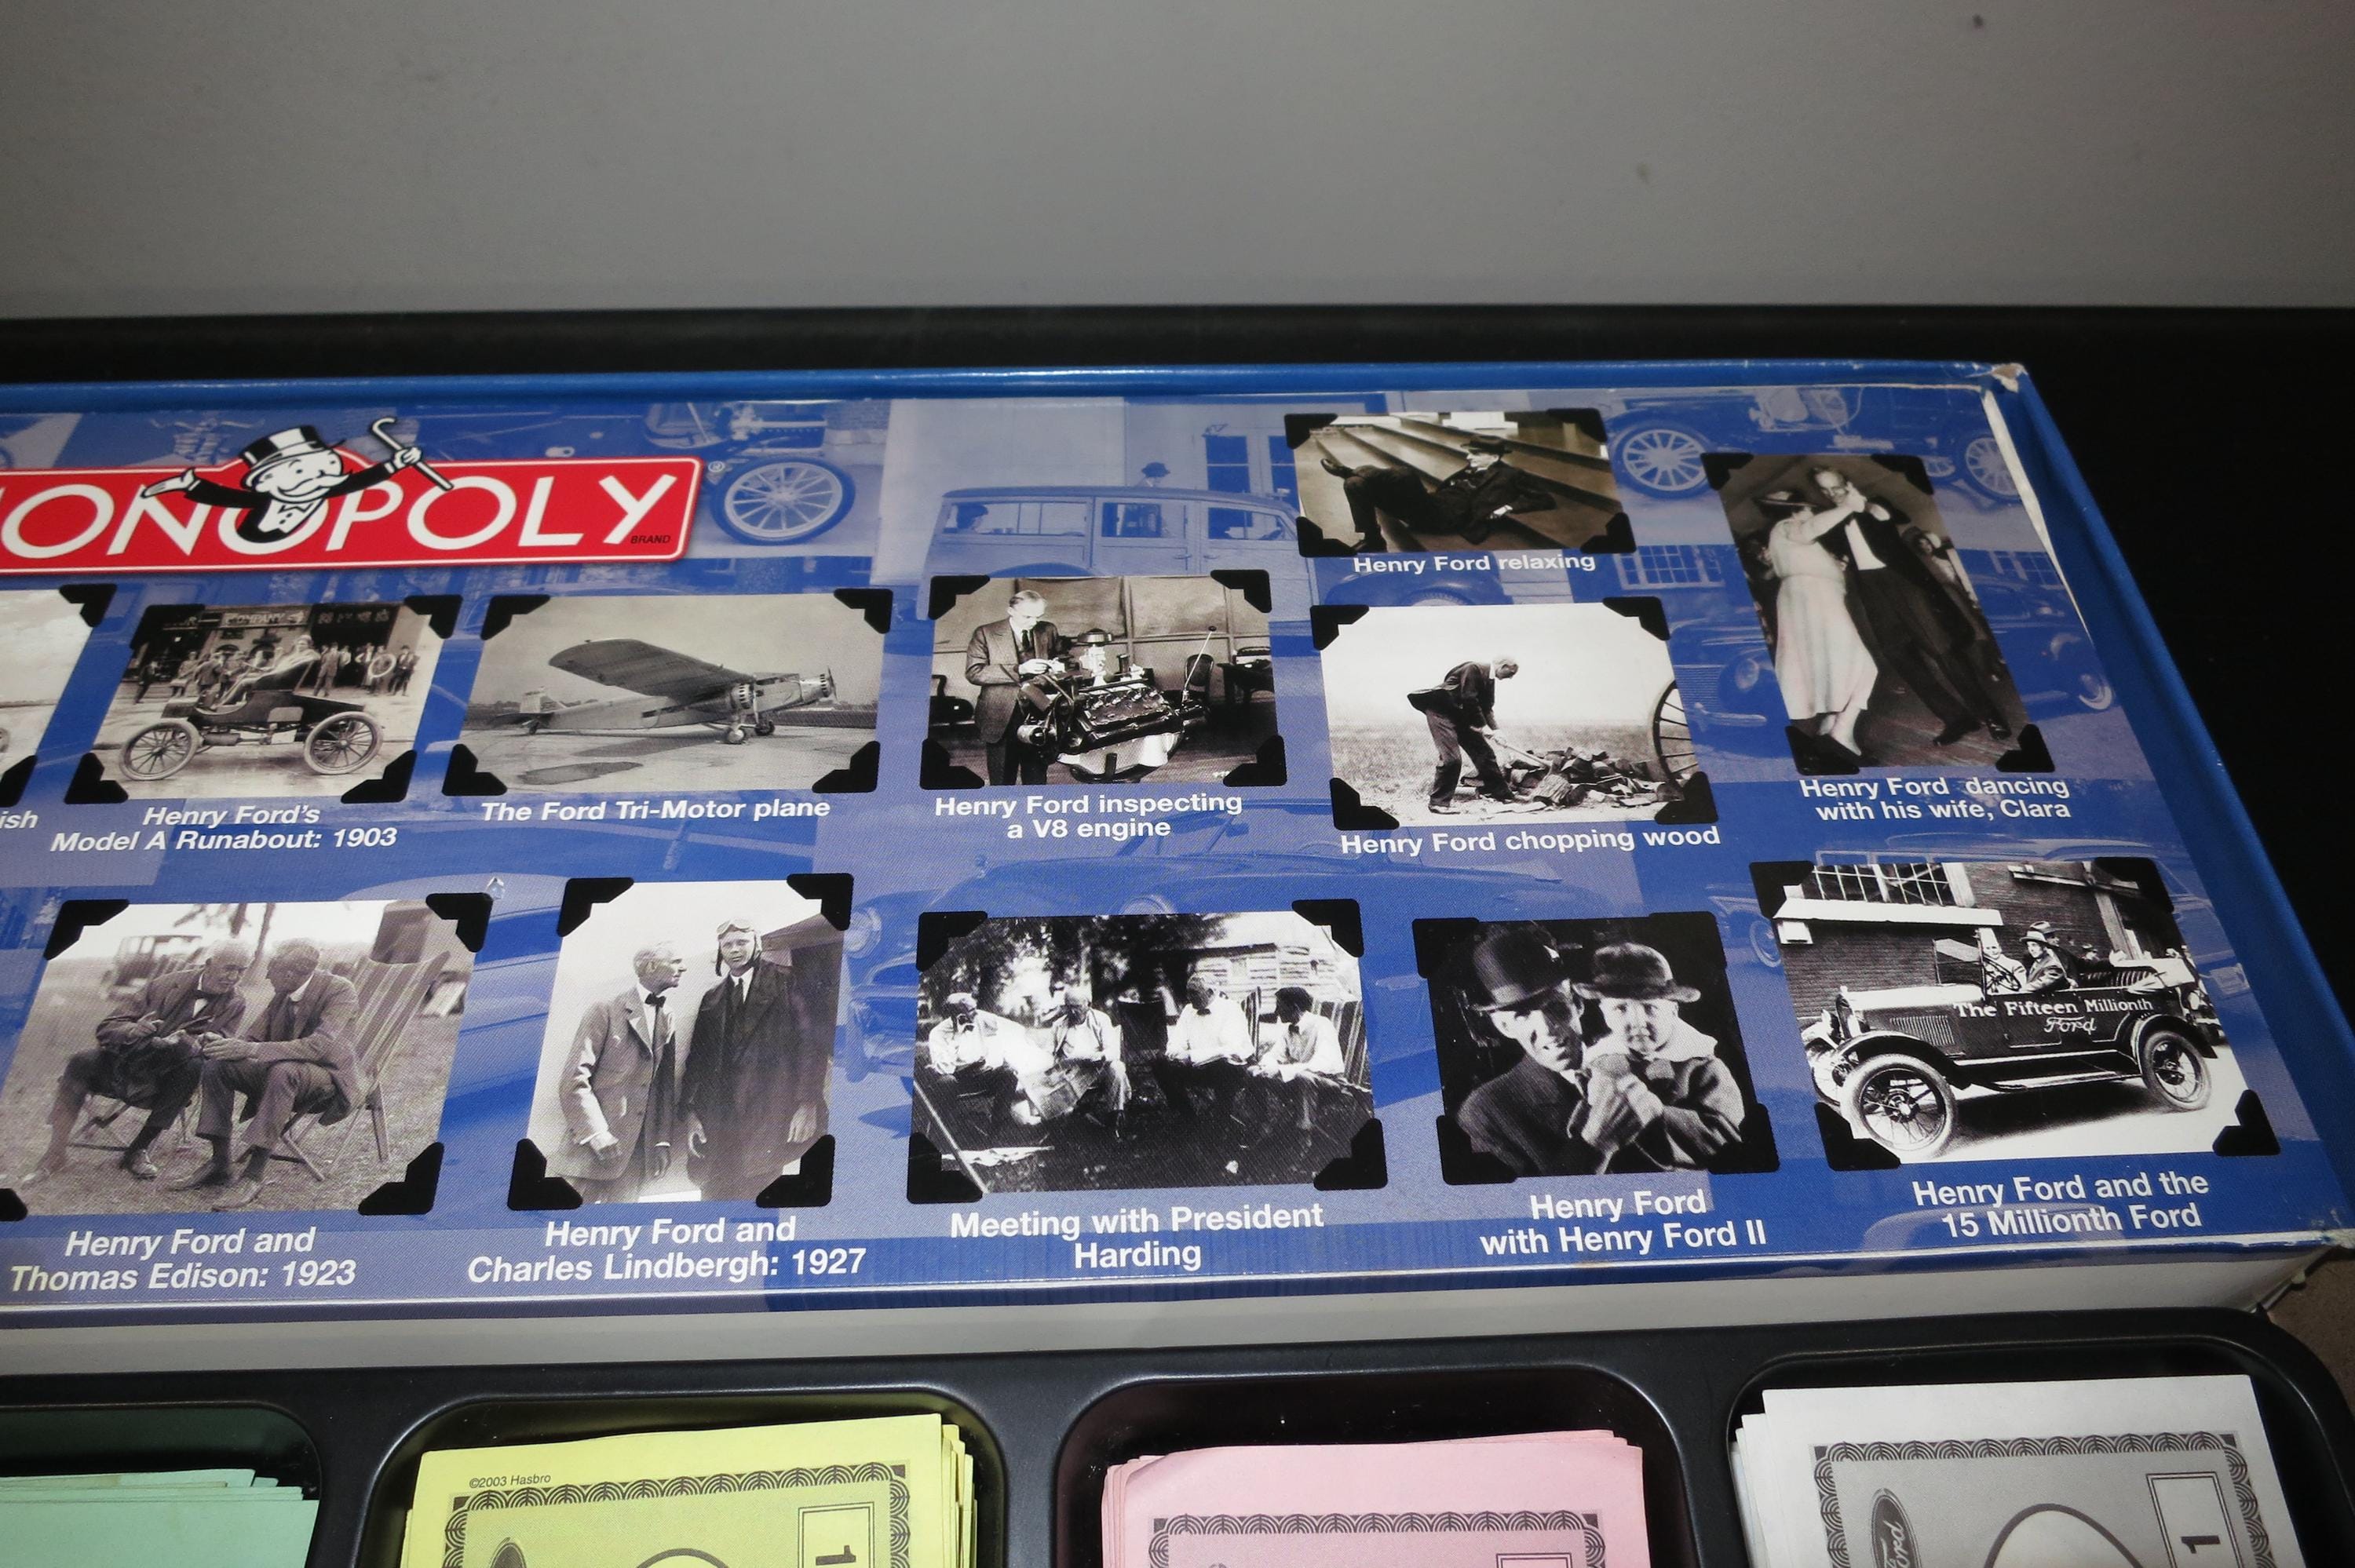 ONOPOLY
BRAND
Henry Ford relaxing
ish
Henry Ford's
Model A Runabout: 1903
The Ford Tri-Motor plane
Henry Ford inspecting
a V8 engine
Henry Ford chopping wood
Henry Ford dancing
with his wife, Clara
COMPANY
The Fifteen Millionth
Ford
Henry Ford and
Thomas Edison: 1923
Henry Ford and
Charles Lindbergh: 1927
Meeting with President
Harding
Henry Ford
with Henry Ford II
Henry Ford and the
15 Millionth Ford
©2003 Hasbro
1
Ford
1